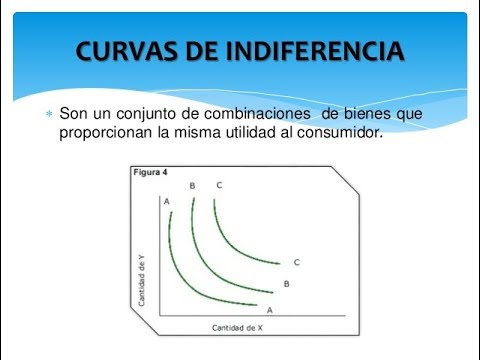 CURVAS DE INDIFERENCIA
Son un conjunto de combinaciones de bienes que
proporcionan la misma utilidad al consumidor.
Figura 4
A
B
C
C
B
A
Cantidad de Y
Cantidad de X